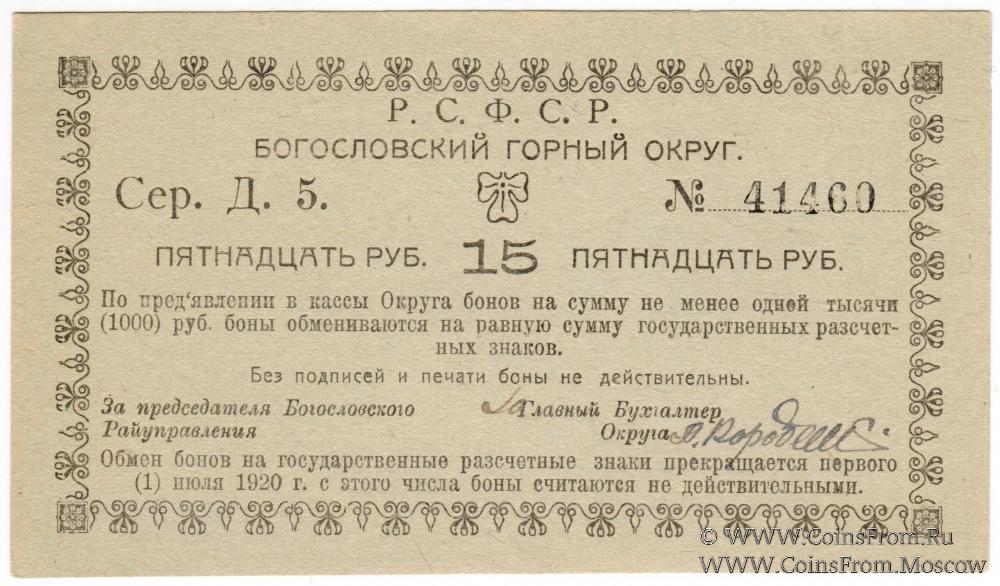 Р. С. Ф. С. Р.
БОГОСЛОВСКИЙ ГОРНЫЙ ОКРУГ.
Сер. Д. 5. № 41460
ПЯТНАДЦАТЬ РУБ. 15 ПЯТНАДЦАТЬ РУБ.
По пред'явлении в кассы Округа бонов на сумму не менее одной тысячи
(1000) руб. боны обмениваются на равную сумму государственных разсчет-
ных знаков.
Без подписей и печати боны не действительны.
За председателя Богословского Главный Бухгалтер
Райуправления Округа
Обмен бонов на государственные разсчетные знаки прекращается первого
(1) июля 1920 г. с этого числа боны считаются не действительными.
© WWW.CoinsFrom.Ru
WWW.CoinsFrom.Moscow